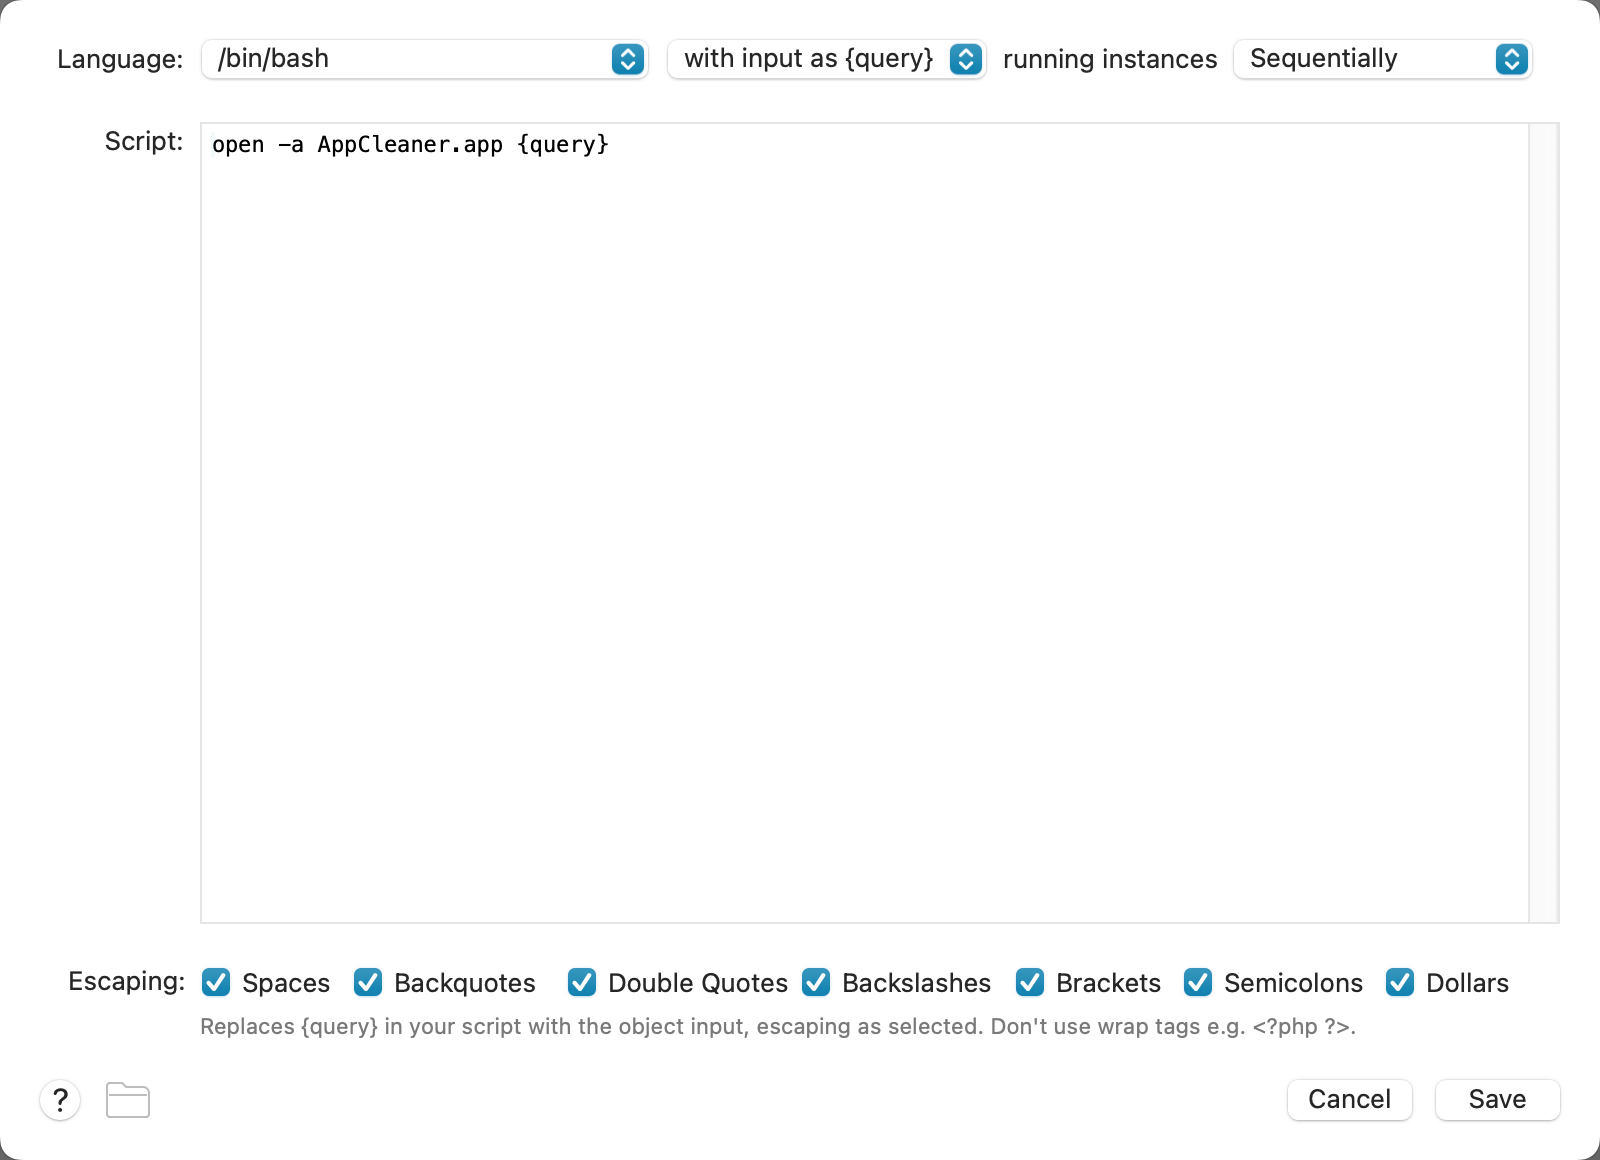 Language: /bin/bash with input as {query} running instances Sequentially
Script: open -a AppCleaner.app {query}
Escaping: Spaces Backquotes Double Quotes Backslashes Brackets Semicolons Dollars
Replaces {query} in your script with the object input, escaping as selected. Don't use wrap tags e.g. <?php ?>.
? Cancel Save